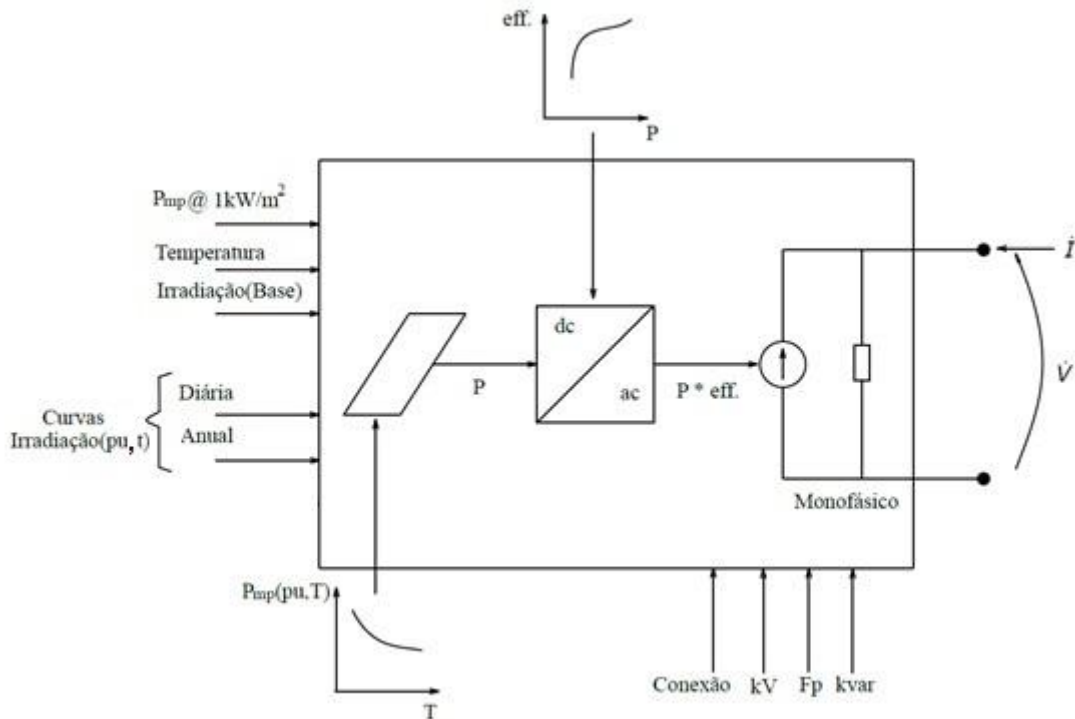 eff.
P
Pmp@ 1kW/m²
Temperatura
Irradiação(Base)
Curvas
Irradiação(pu,t)
Diária
Anual
P
dc
ac
P * eff.
İ
V̇
Monofásico
Pmp(pu,T)
T
Conexão kV Fp kvar